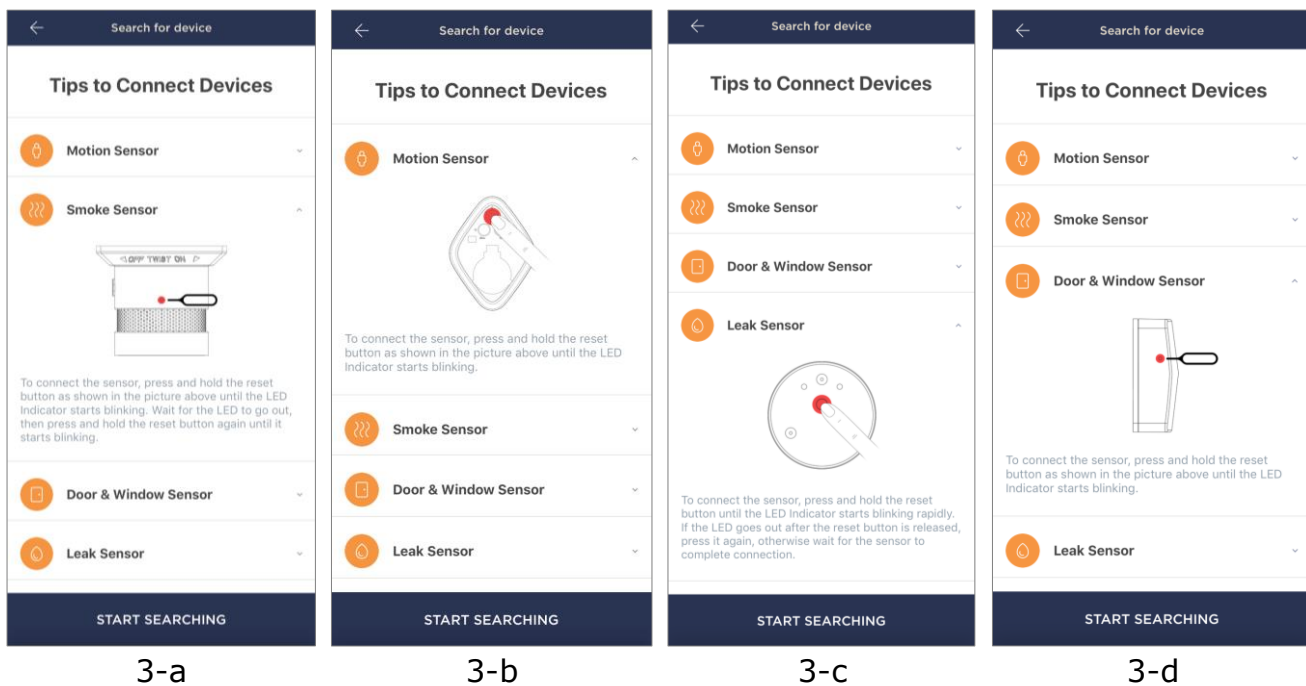 Search for device
Tips to Connect Devices
Motion Sensor
Smoke Sensor
OFF TWIST ON
To connect the sensor, press and hold the reset
button as shown in the picture above until the LED
Indicator starts blinking. Wait for the LED to go out,
then press and hold the reset button again until it
starts blinking.
Door & Window Sensor
Leak Sensor
START SEARCHING
3-a
Search for device
Tips to Connect Devices
Motion Sensor
To connect the sensor, press and hold the reset
button as shown in the picture above until the LED
Indicator starts blinking.
Smoke Sensor
Door & Window Sensor
Leak Sensor
START SEARCHING
3-b
Search for device
Tips to Connect Devices
Motion Sensor
Smoke Sensor
Door & Window Sensor
Leak Sensor
To connect the sensor, press and hold the reset
button until the LED Indicator starts blinking rapidly.
If the LED goes out after the reset button is released,
press it again, otherwise wait for the sensor to
complete connection.
START SEARCHING
3-c
Search for device
Tips to Connect Devices
Motion Sensor
Smoke Sensor
Door & Window Sensor
To connect the sensor, press and hold the reset
button as shown in the picture above until the LED
Indicator starts blinking.
Leak Sensor
START SEARCHING
3-d